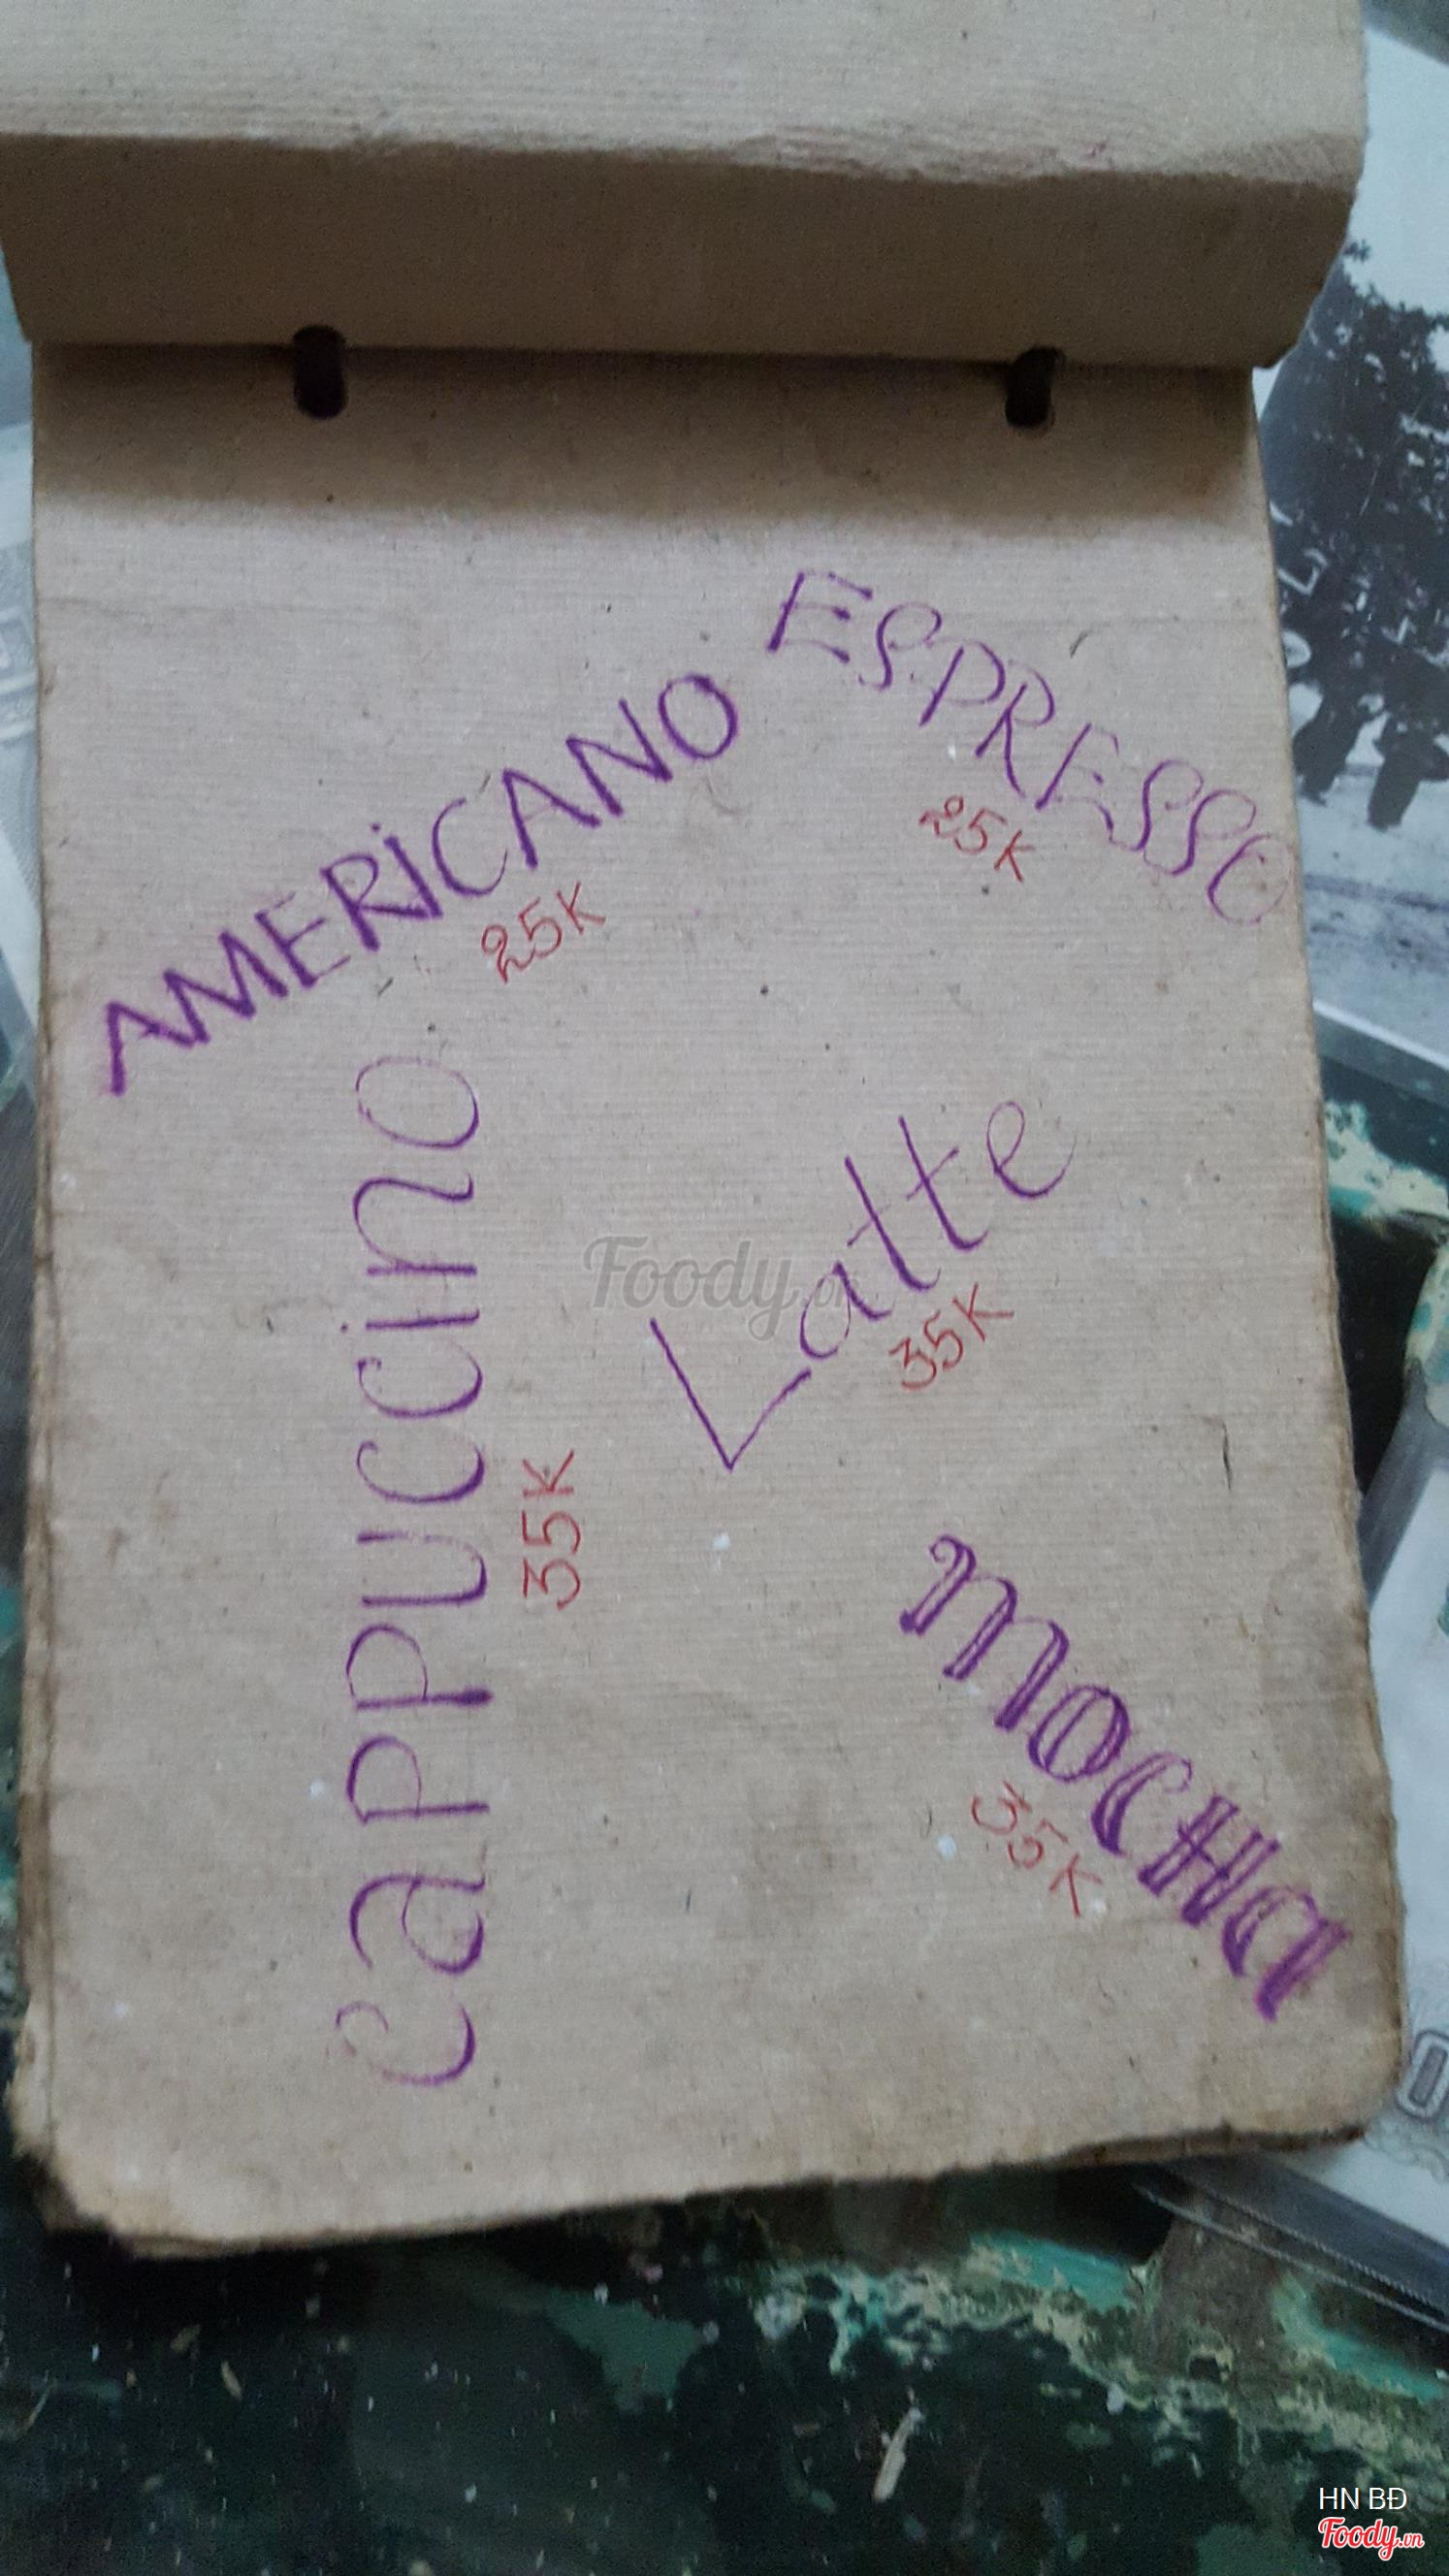 ESPRESSO
25K
AMERiCANO
25K
cappuccino
35K
Latte
35K
mocHa
35K
Foody.vn
HN BĐ
Foody.vn